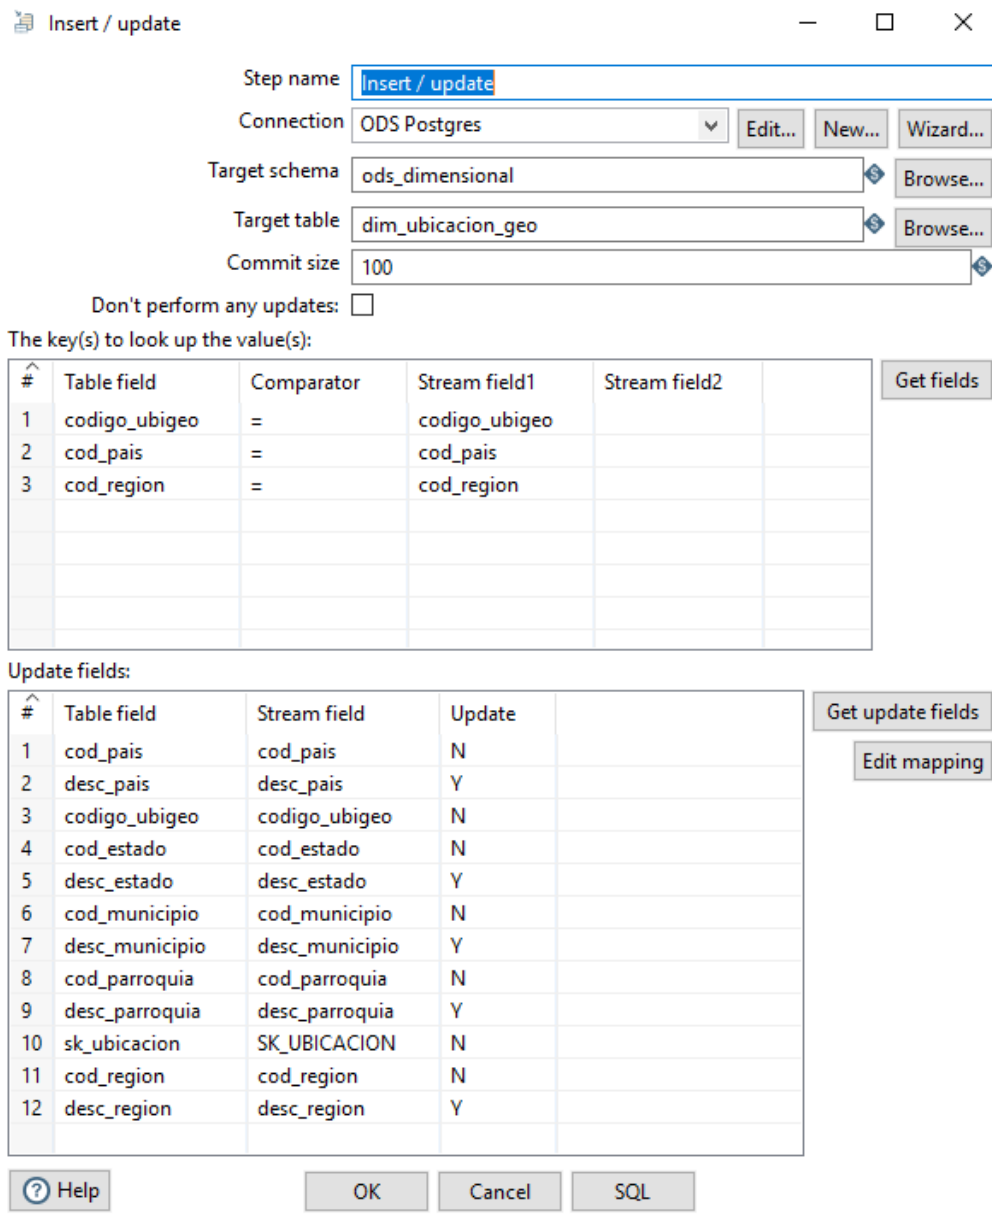 Insert / update
Step name Insert / update
Connection ODS Postgres Edit... New... Wizard...
Target schema ods_dimensional Browse...
Target table dim_ubicacion_geo Browse...
Commit size 100
Don't perform any updates:
The key(s) to look up the value(s):
# Table field Comparator Stream field1 Stream field2 Get fields
1 codigo_ubigeo = codigo_ubigeo
2 cod_pais = cod_pais
3 cod_region = cod_region
Update fields:
# Table field Stream field Update Get update fields
1 cod_pais cod_pais N Edit mapping
2 desc_pais desc_pais Y
3 codigo_ubigeo codigo_ubigeo N
4 cod_estado cod_estado N
5 desc_estado desc_estado Y
6 cod_municipio cod_municipio N
7 desc_municipio desc_municipio Y
8 cod_parroquia cod_parroquia N
9 desc_parroquia desc_parroquia Y
10 sk_ubicacion SK_UBICACION N
11 cod_region cod_region N
12 desc_region desc_region Y
? Help OK Cancel SQL